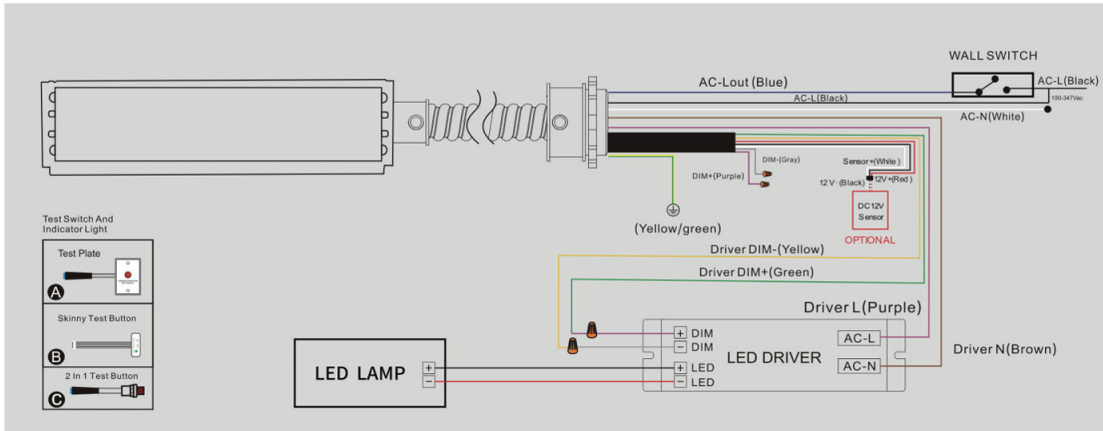 WALL SWITCH
AC-Lout (Blue)
AC-L(Black)
AC-L(Black)
100-347Vac
AC-N(White)
DIM-(Gray)
Sensor+(White)
DIM+(Purple)
12V-(Black)
12V+(Red)
DC12V
Sensor
OPTIONAL
(Yellow/green)
Driver DIM-(Yellow)
Driver DIM+(Green)
Driver L(Purple)
Driver N(Brown)
Test Switch And
Indicator Light
Test Plate
A
Skinny Test Button
B
2 In 1 Test Button
C
LED LAMP
+
−
+ DIM
− DIM
+ LED
− LED
LED DRIVER
AC-L
AC-N